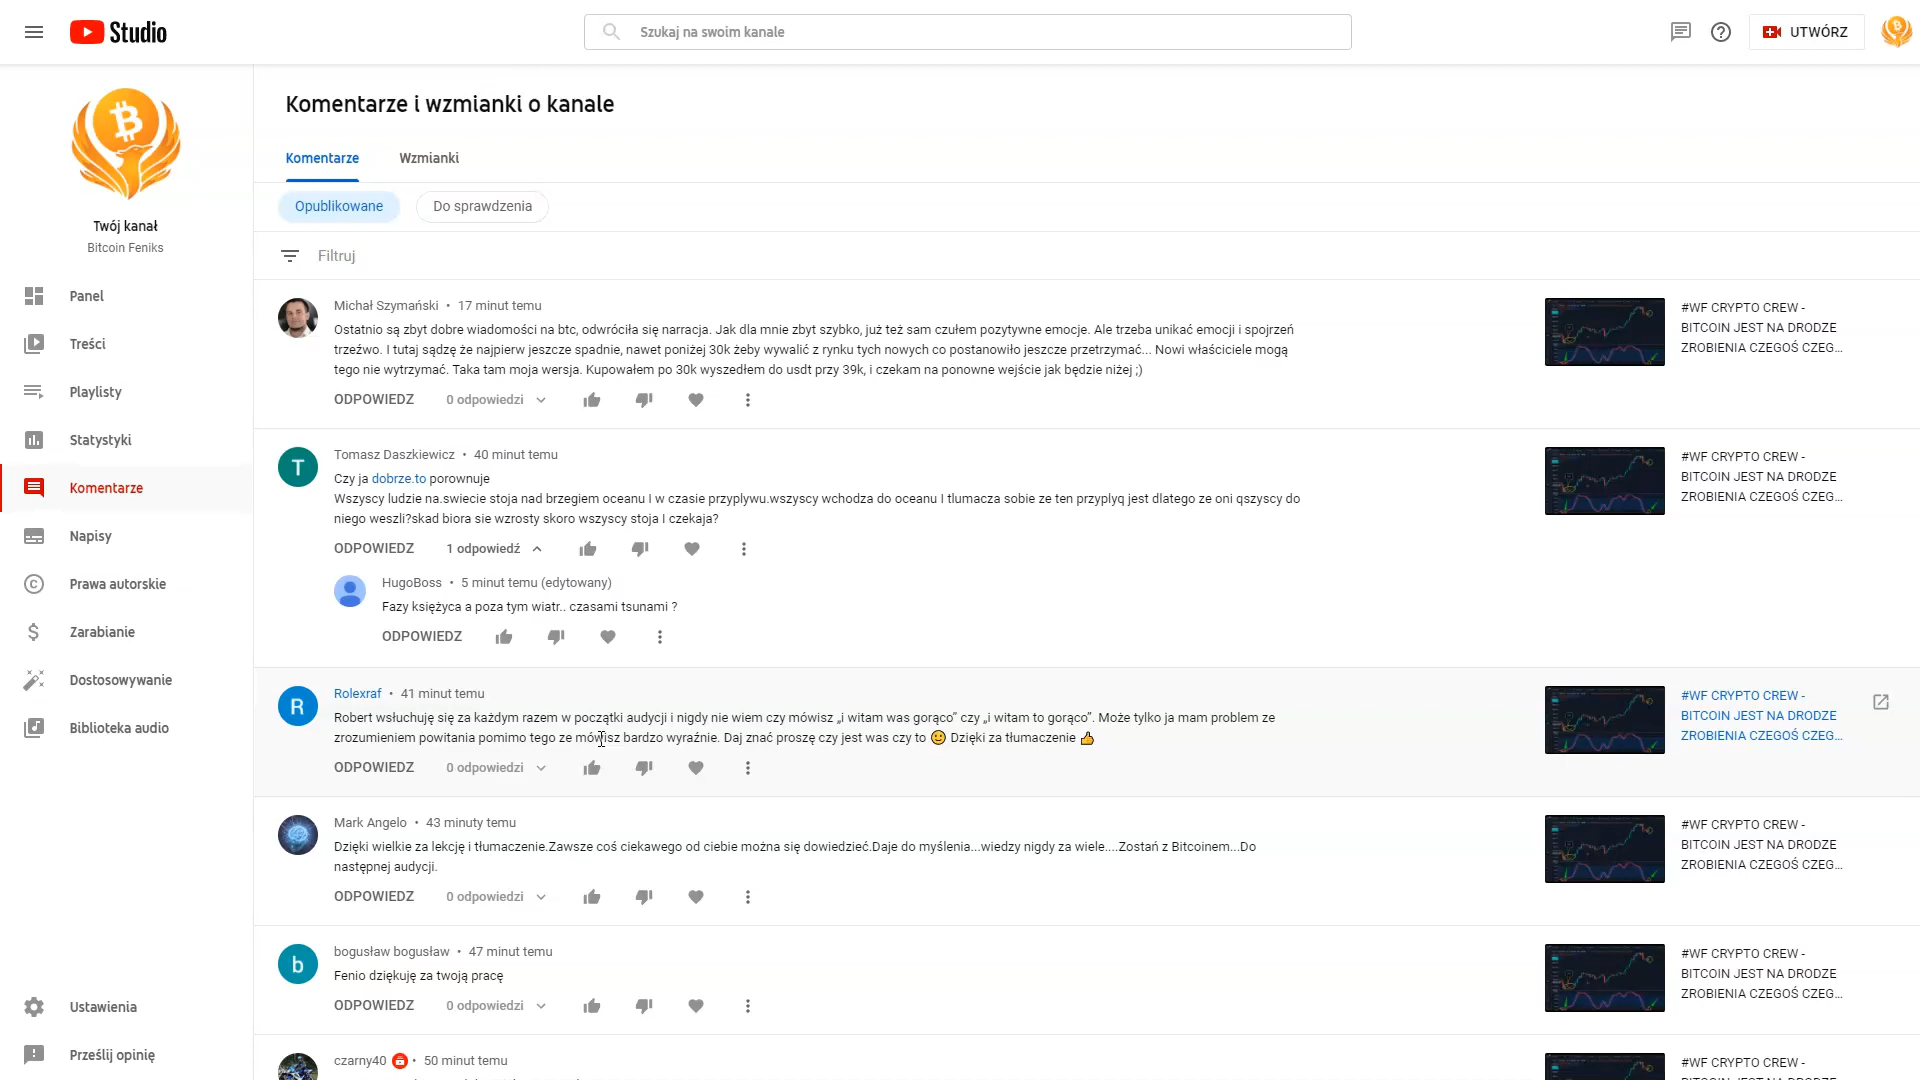 Studio
Szukaj na swoim kanale
UTWÓRZ
Twój kanał
Bitcoin Feniks
Panel
Treści
Playlisty
Statystyki
Komentarze
Napisy
Prawa autorskie
Zarabianie
Dostosowywanie
Biblioteka audio
Ustawienia
Prześlij opinię
Komentarze i wzmianki o kanale
Komentarze
Wzmianki
Opublikowane
Do sprawdzenia
Filtruj
Michał Szymański • 17 minut temu
Ostatnio są zbyt dobre wiadomości na btc, odwróciła się narracja. Jak dla mnie zbyt szybko, już też sam czułem pozytywne emocje. Ale trzeba unikać emocji i spojrzeń
trzeźwo. I tutaj sądzę że najpierw jeszcze spadnie, nawet poniżej 30k żeby wywalić z rynku tych nowych co postanowiło jeszcze przetrzymać... Nowi właściciele mogą
tego nie wytrzymać. Taka tam moja wersja. Kupowałem po 30k wyszedłem do usdt przy 39k, i czekam na ponowne wejście jak będzie niżej ;)
ODPOWIEDZ 0 odpowiedzi
#WF CRYPTO CREW -
BITCOIN JEST NA DRODZE
ZROBIENIA CZEGOŚ CZEG...
Tomasz Daszkiewicz • 40 minut temu
Czy ja dobrze.to porownuje
Wszyscy ludzie na.swiecie stoja nad brzegiem oceanu I w czasie przyplywu.wszyscy wchodza do oceanu I tlumacza sobie ze ten przyplyq jest dlatego ze oni qszyscy do
niego weszli?skad biora sie wzrosty skoro wszyscy stoja I czekaja?
ODPOWIEDZ 1 odpowiedź
#WF CRYPTO CREW -
BITCOIN JEST NA DRODZE
ZROBIENIA CZEGOŚ CZEG...
HugoBoss • 5 minut temu (edytowany)
Fazy księżyca a poza tym wiatr.. czasami tsunami ?
ODPOWIEDZ
Rolexraf • 41 minut temu
Robert wsłuchuję się za każdym razem w początki audycji i nigdy nie wiem czy mówisz „i witam was gorąco” czy „i witam to gorąco”. Może tylko ja mam problem ze
zrozumieniem powitania pomimo tego ze mówisz bardzo wyraźnie. Daj znać proszę czy jest was czy to 🙂 Dzięki za tłumaczenie 👍
ODPOWIEDZ 0 odpowiedzi
#WF CRYPTO CREW -
BITCOIN JEST NA DRODZE
ZROBIENIA CZEGOŚ CZEG...
Mark Angelo • 43 minuty temu
Dzięki wielkie za lekcję i tłumaczenie.Zawsze coś ciekawego od ciebie można się dowiedzieć.Daje do myślenia...wiedzy nigdy za wiele....Zostań z Bitcoinem...Do
następnej audycji.
ODPOWIEDZ 0 odpowiedzi
#WF CRYPTO CREW -
BITCOIN JEST NA DRODZE
ZROBIENIA CZEGOŚ CZEG...
bogusław bogusław • 47 minut temu
Fenio dziękuję za twoją pracę
ODPOWIEDZ 0 odpowiedzi
#WF CRYPTO CREW -
BITCOIN JEST NA DRODZE
ZROBIENIA CZEGOŚ CZEG...
czarny40 • 50 minut temu
#WF CRYPTO CREW -